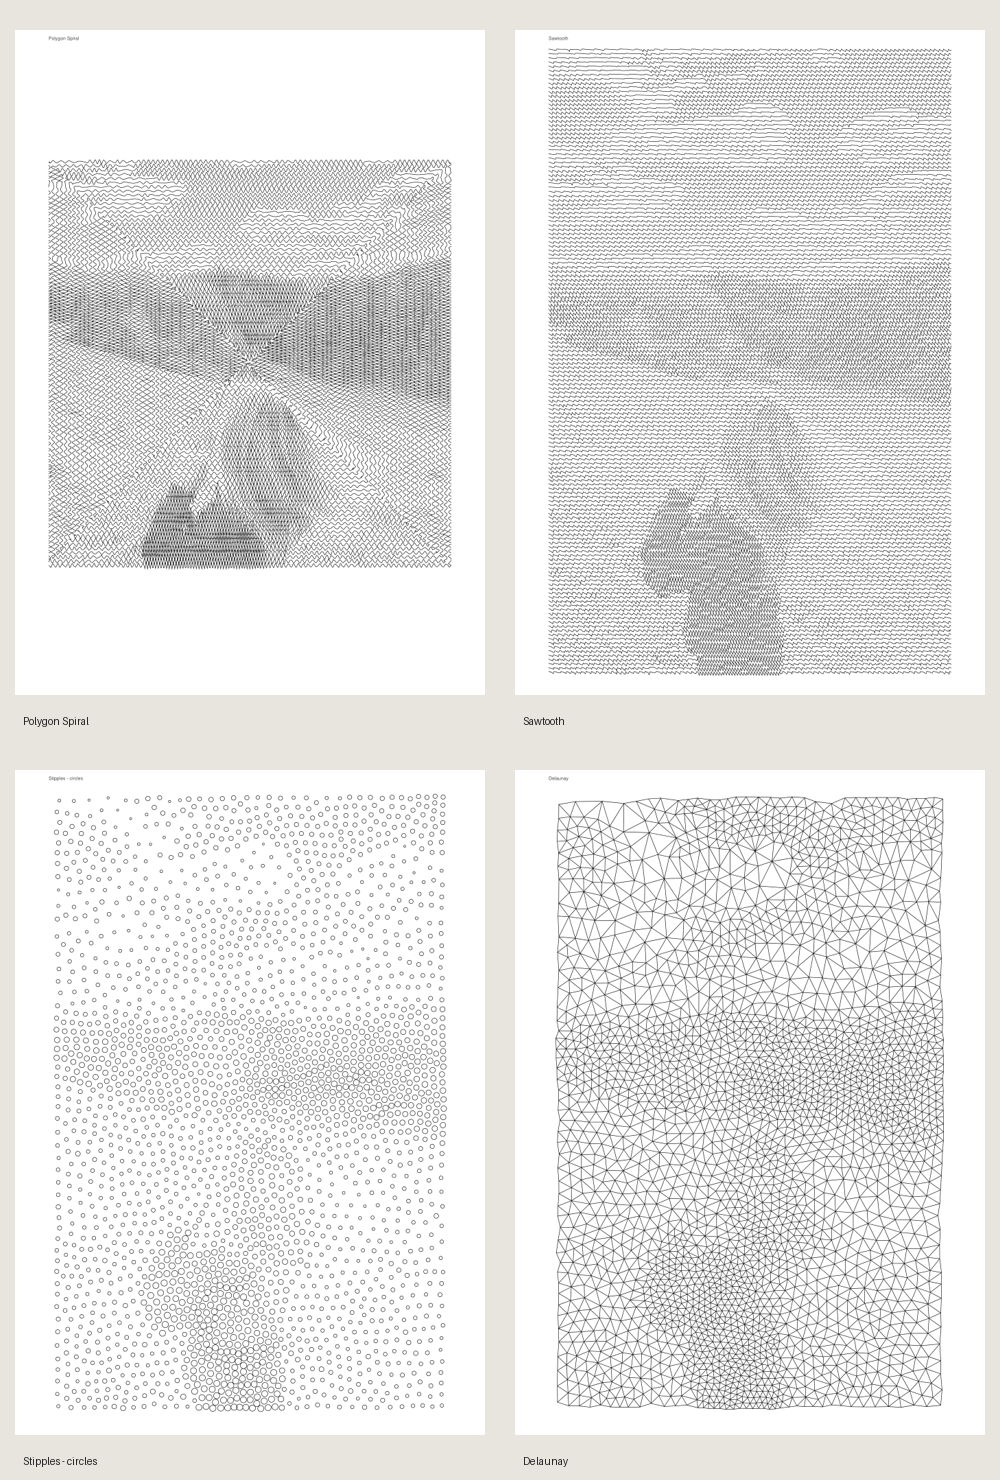 Polygon Spiral
Sawtooth
Polygon Spiral
Sawtooth
Stipples - circles
Delaunay
Stipples - circles
Delaunay